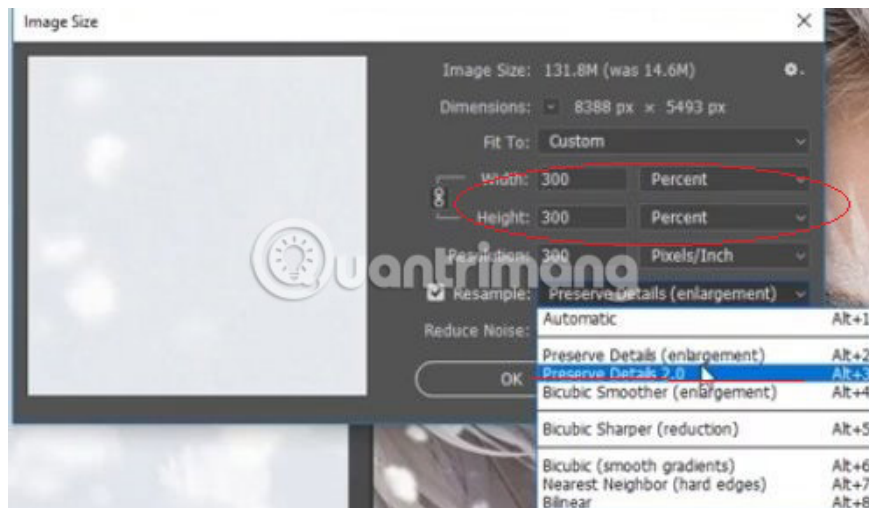 Image Size
Image Size: 131.8M (was 14.6M)
Dimensions: 8388 px × 5493 px
Fit To: Custom
Width: 300 Percent
Height: 300 Percent
Resolution: 300 Pixels/Inch
Quantrimang
Resample: Preserve Details (enlargement)
Reduce Noise:
OK
Automatic Alt+1
Preserve Details (enlargement) Alt+2
Preserve Details 2.0 Alt+3
Bicubic Smoother (enlargement) Alt+4
Bicubic Sharper (reduction) Alt+5
Bicubic (smooth gradients) Alt+6
Nearest Neighbor (hard edges) Alt+7
Bilinear Alt+8